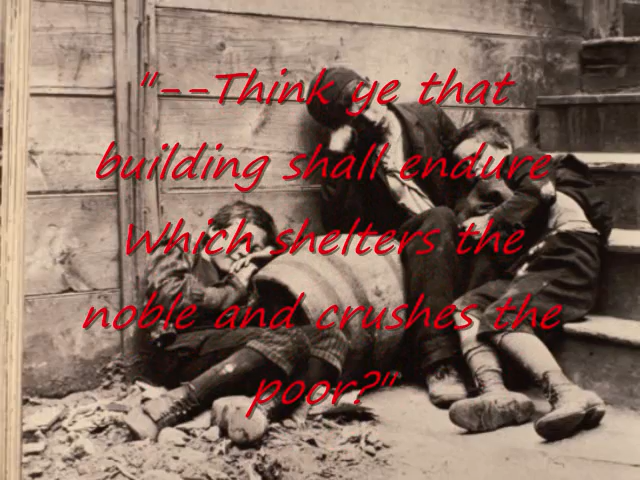 "--Think ye that
building shall endure
Which shelters the
noble and crushes the
poor?"